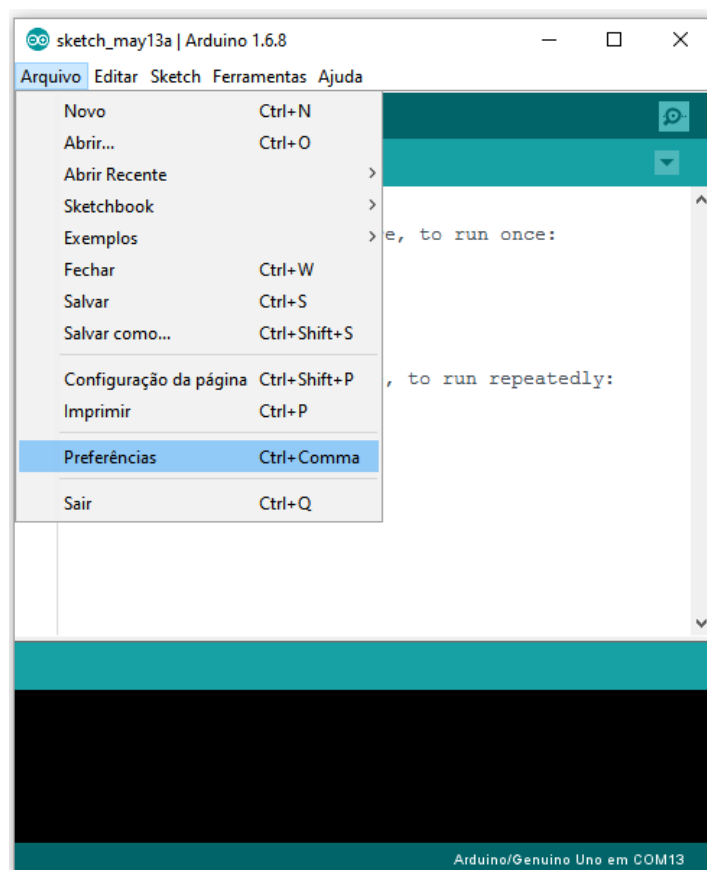 sketch_may13a | Arduino 1.6.8
Arquivo Editar Sketch Ferramentas Ajuda
Novo Ctrl+N
Abrir... Ctrl+O
Abrir Recente
Sketchbook
Exemplos
e, to run once:
Fechar Ctrl+W
Salvar Ctrl+S
Salvar como... Ctrl+Shift+S
Configuração da página Ctrl+Shift+P
, to run repeatedly:
Imprimir Ctrl+P
Preferências Ctrl+Comma
Sair Ctrl+Q
Arduino/Genuino Uno em COM13